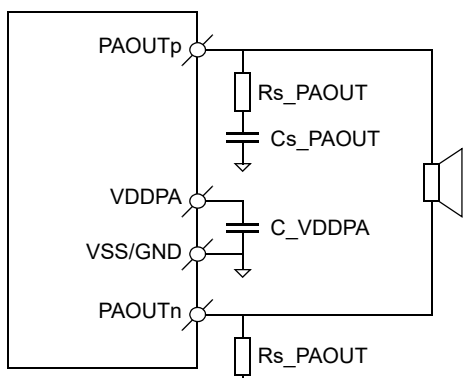 PAOUTp
Rs_PAOUT
Cs_PAOUT
VDDPA
C_VDDPA
VSS/GND
PAOUTn
Rs_PAOUT